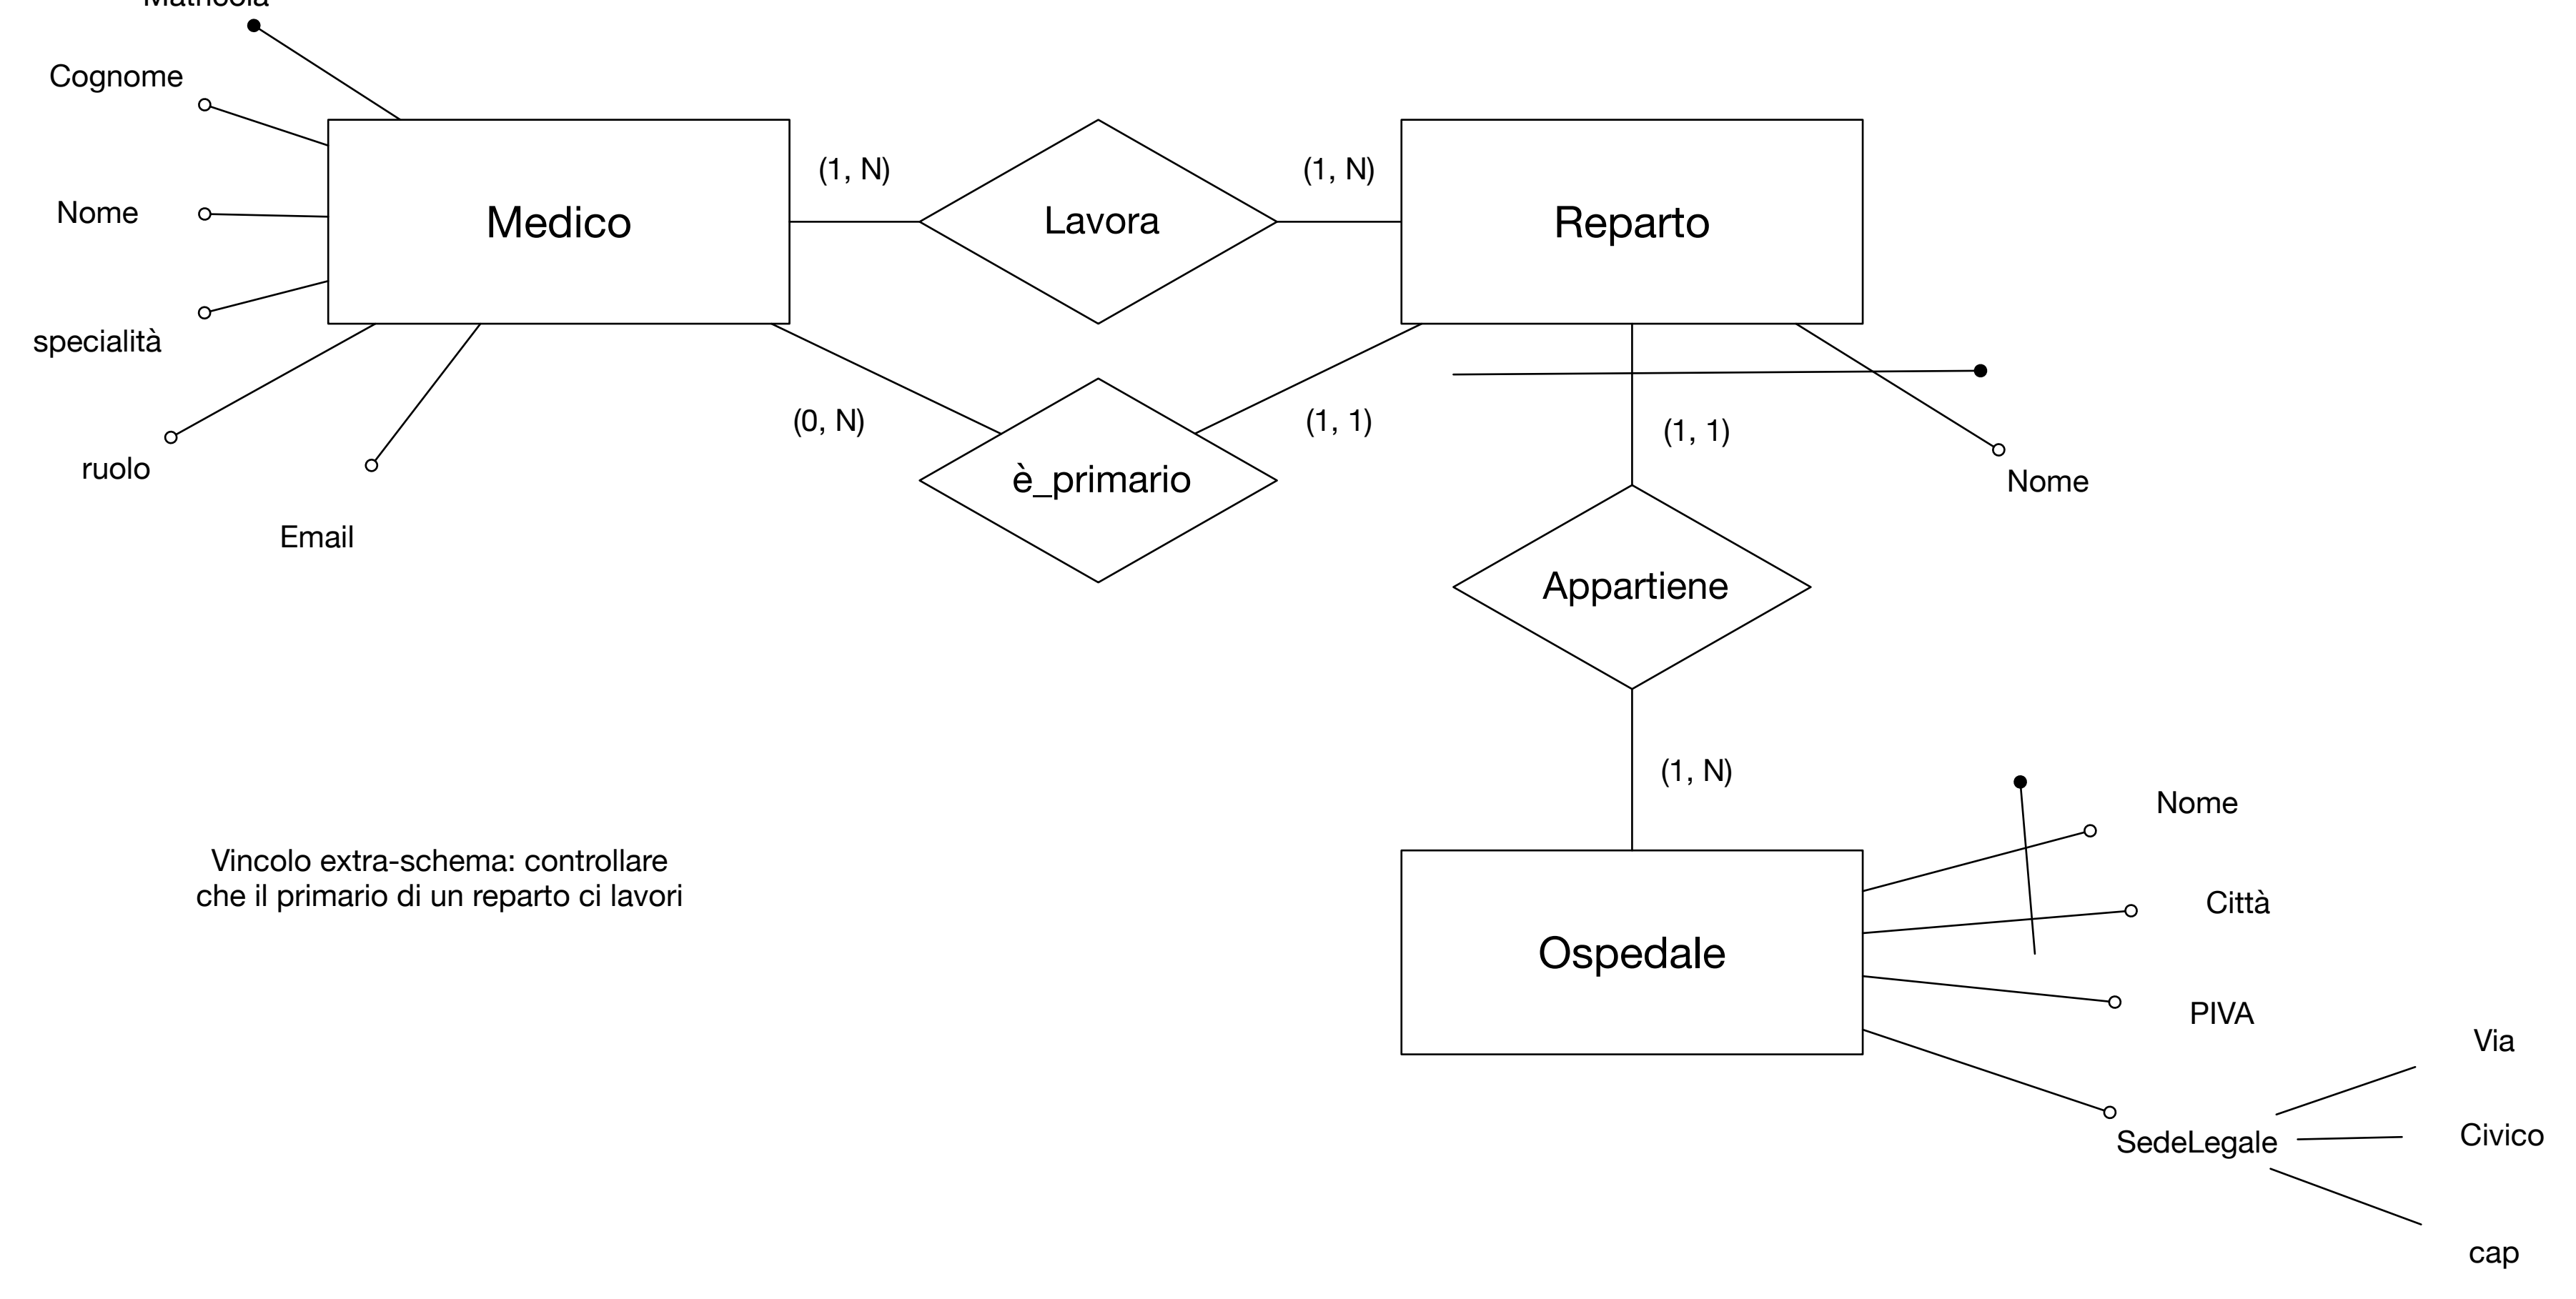 Matricola
Cognome
Nome
specialità
ruolo
Email
Medico
(1, N)
Lavora
(1, N)
Reparto
(0, N)
è_primario
(1, 1)
(1, 1)
Nome
Appartiene
(1, N)
Vincolo extra-schema: controllare
che il primario di un reparto ci lavori
Ospedale
Nome
Città
PIVA
SedeLegale
Via
Civico
cap